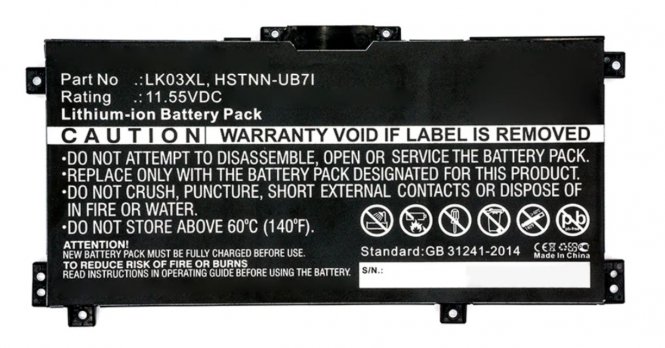 Part No .: LK03XL, HSTNN-UB7I
Rating .: 11.55VDC
Lithium-ion Battery Pack
CAUTION WARRANTY VOID IF LABEL IS REMOVED
•DO NOT ATTEMPT TO DISASSEMBLE, OPEN OR SERVICE THE BATTERY PACK.
•REPLACE ONLY WITH THE BATTERY PACK DESIGNATED FOR THIS PRODUCT.
•DO NOT CRUSH, PUNCTURE, SHORT EXTERNAL CONTACTS OR DISPOSE OF
IN FIRE OR WATER.
•DO NOT STORE ABOVE 60°C (140°F).
ATTENTION!
NEW BATTERY PACK MUST BE FULLY CHARGED BEFORE USE.
TO REDUCE RISK OF FIRE OR BURNS
READ INSTRUCTIONS IN OPERATING GUIDE BEFORE USING THE BATTERY.
Pb
Standard: GB 31241-2014
Made In China
S/N.: